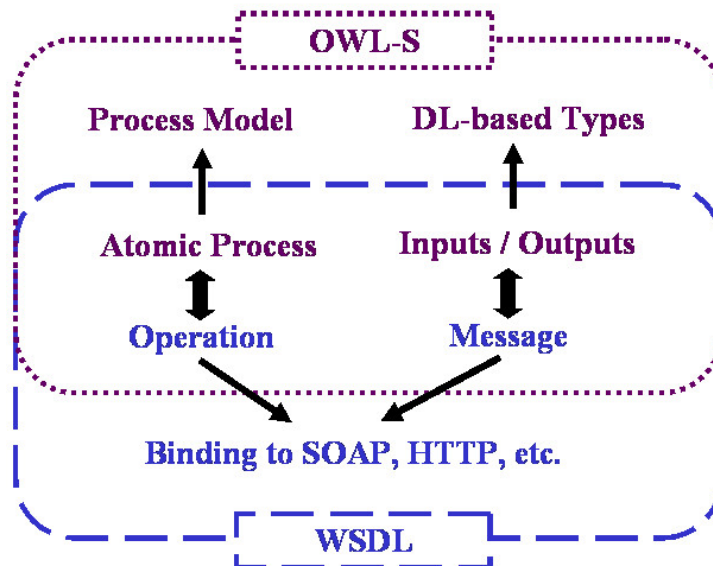 OWL-S
Process Model
DL-based Types
Atomic Process
Inputs / Outputs
Operation
Message
Binding to SOAP, HTTP, etc.
WSDL